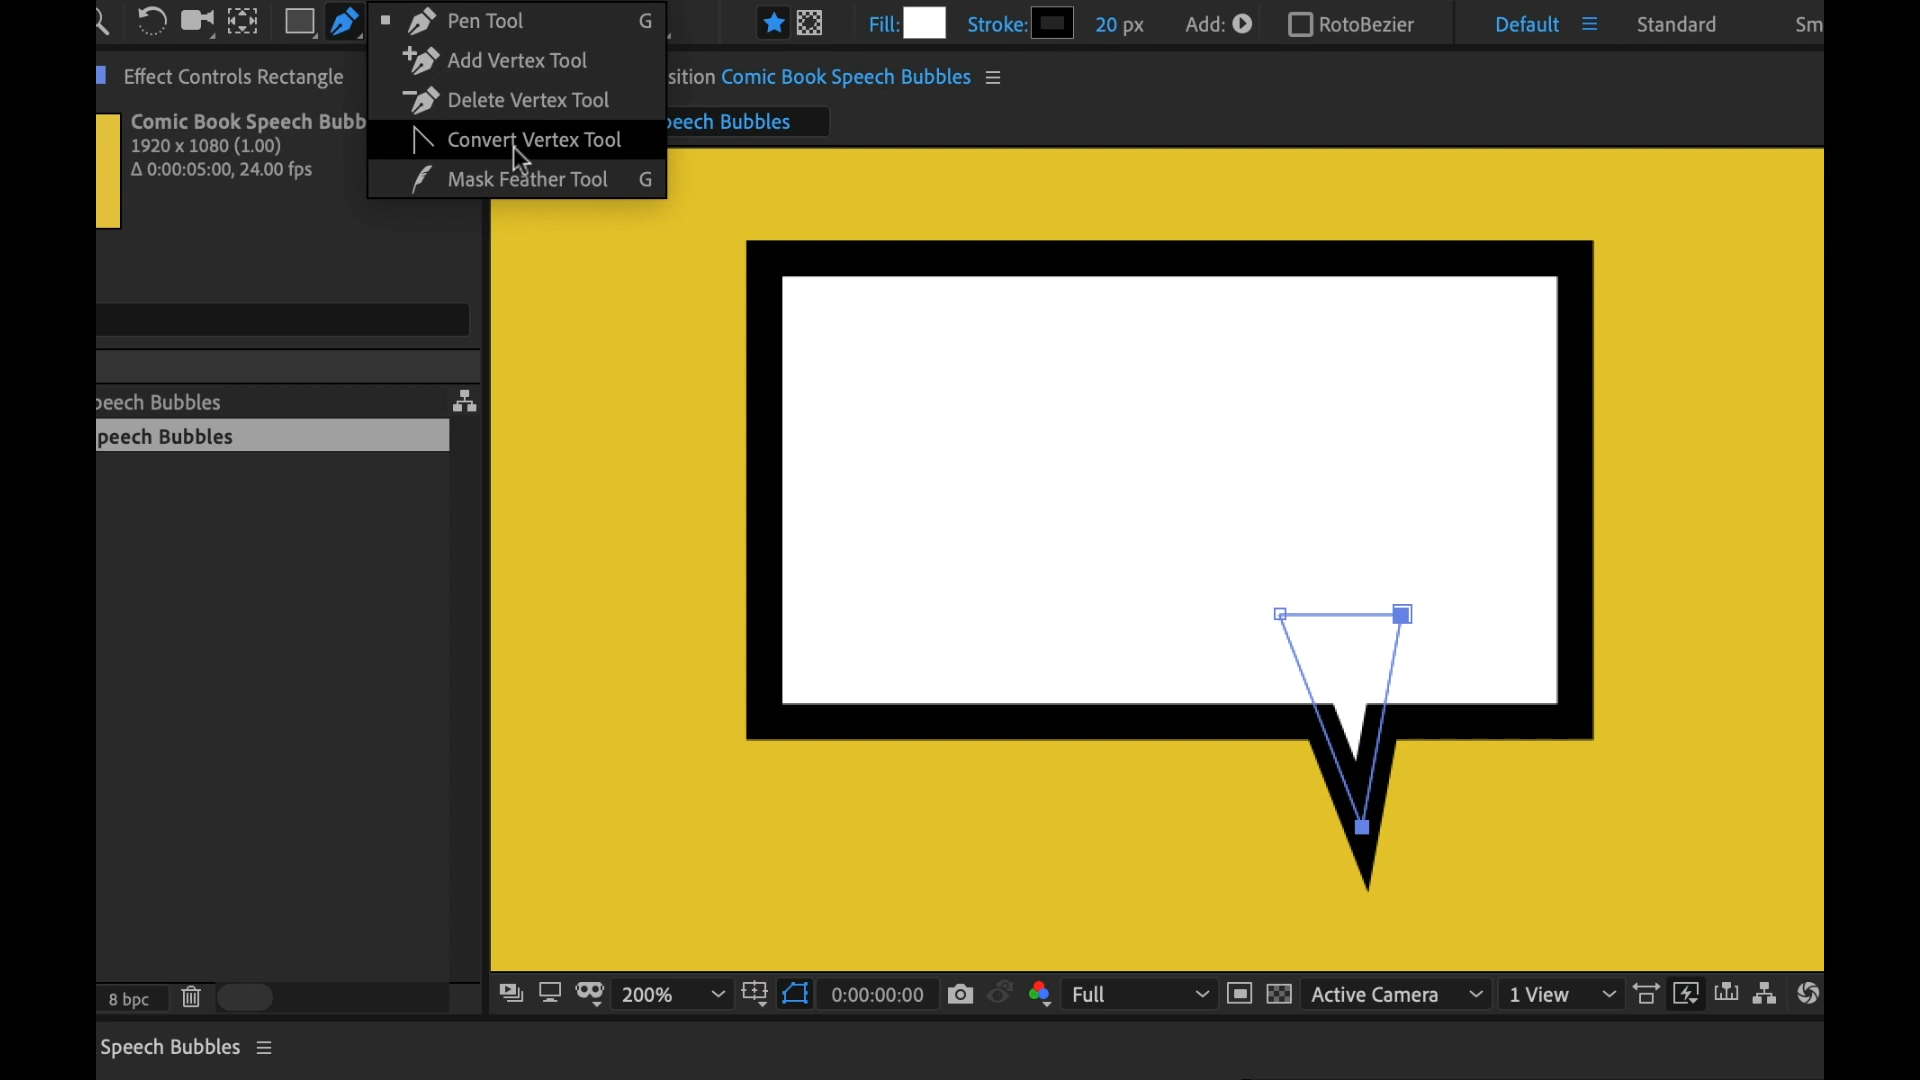 Pen Tool G
Add Vertex Tool
Delete Vertex Tool
Convert Vertex Tool
Mask Feather Tool G
Fill: Stroke: 20 px Add: RotoBezier Default Standard Sm
Effect Controls Rectangle
sition Comic Book Speech Bubbles
Comic Book Speech Bubb
1920 x 1080 (1.00)
Δ 0:00:05:00, 24.00 fps
peech Bubbles
peech Bubbles
peech Bubbles
8 bpc
200% 0:00:00:00 Full Active Camera 1 View
Speech Bubbles